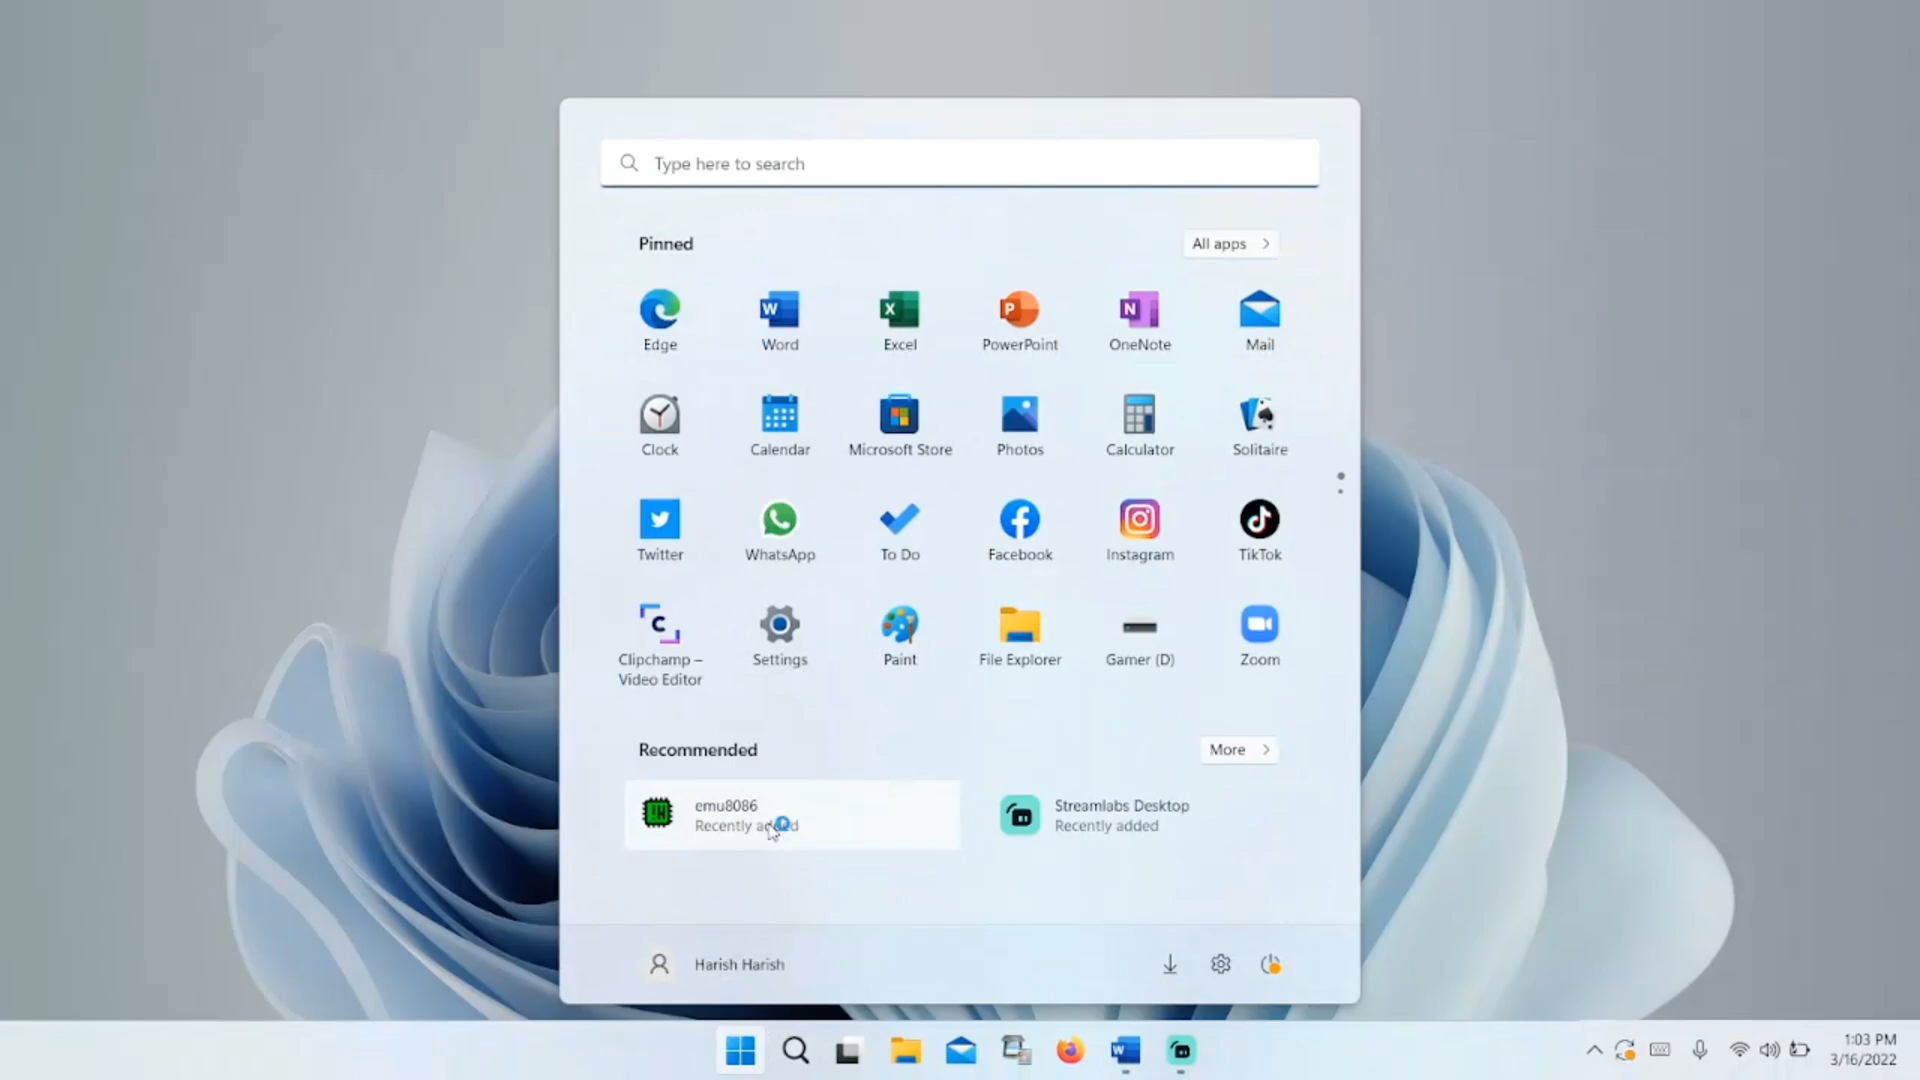 Type here to search
Pinned
All apps
Edge
Word
Excel
PowerPoint
OneNote
Mail
Clock
Calendar
Microsoft Store
Photos
Calculator
Solitaire
Twitter
WhatsApp
To Do
Facebook
Instagram
TikTok
Clipchamp –
Video Editor
Settings
Paint
File Explorer
Gamer (D)
Zoom
Recommended
More
emu8086
Recently added
Streamlabs Desktop
Recently added
Harish Harish
1:03 PM
3/16/2022